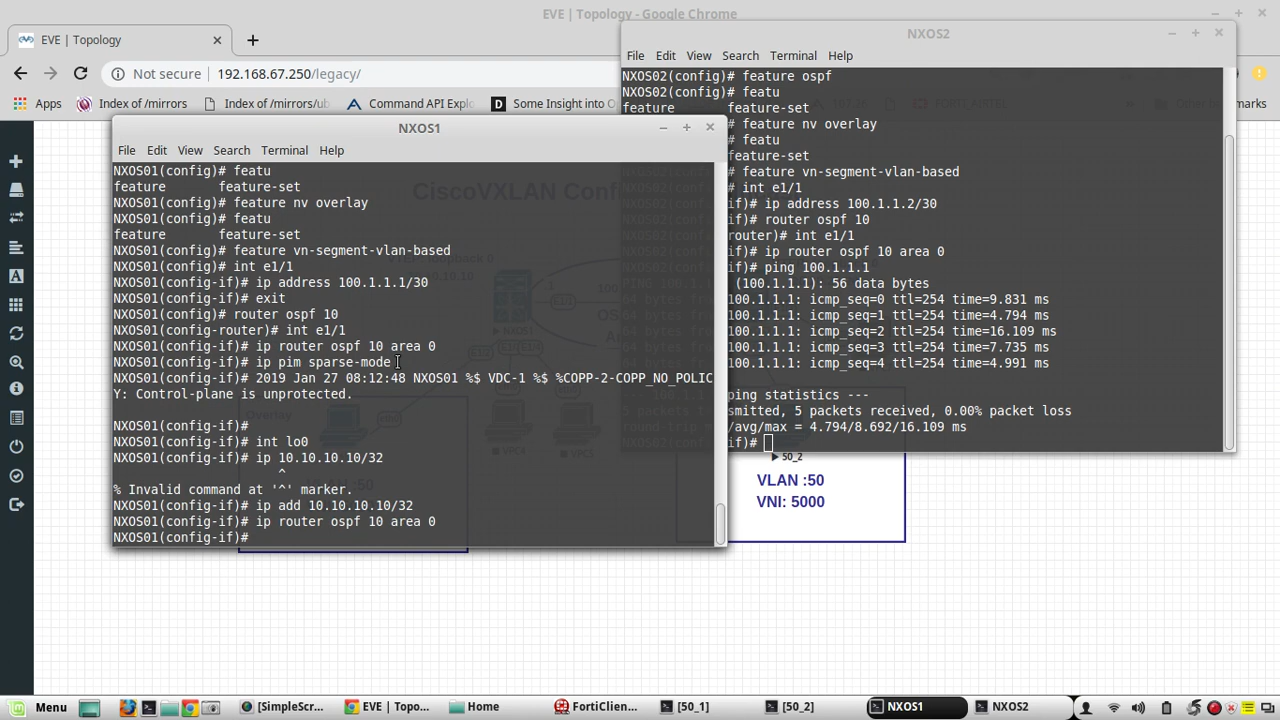 EVE | Topology - Google Chrome
EVE | Topology
Not secure
192.168.67.250/legacy/
Apps
Index of /mirrors
Index of /mirrors/ub
Command API Expl
Some Insight into O
NXOS2
File Edit View Search Terminal Help
NXOS02(config)# feature ospf
NXOS02(config)# featu
feature feature-set
# feature nv overlay
# featu
feature-set
# feature vn-segment-vlan-based
# int e1/1
if)# ip address 100.1.1.2/30
if)# router ospf 10
router)# int e1/1
if)# ip router ospf 10 area 0
if)# ping 100.1.1.1
(100.1.1.1): 56 data bytes
100.1.1.1: icmp_seq=0 ttl=254 time=9.831 ms
100.1.1.1: icmp_seq=1 ttl=254 time=4.794 ms
100.1.1.1: icmp_seq=2 ttl=254 time=16.109 ms
100.1.1.1: icmp_seq=3 ttl=254 time=7.735 ms
100.1.1.1: icmp_seq=4 ttl=254 time=4.991 ms
ping statistics ---
5 packets transmitted, 5 packets received, 0.00% packet loss
round-trip min/avg/max = 4.794/8.692/16.109 ms
if)#
NXOS1
File Edit View Search Terminal Help
NXOS01(config)# featu
feature feature-set
NXOS01(config)# feature nv overlay
NXOS01(config)# featu
feature feature-set
NXOS01(config)# feature vn-segment-vlan-based
NXOS01(config)# int e1/1
NXOS01(config-if)# ip address 100.1.1.1/30
NXOS01(config-if)# exit
NXOS01(config)# router ospf 10
NXOS01(config-router)# int e1/1
NXOS01(config-if)# ip router ospf 10 area 0
NXOS01(config-if)# ip pim sparse-mode
NXOS01(config-if)# 2019 Jan 27 08:12:48 NXOS01 %$ VDC-1 %$ %COPP-2-COPP_NO_POLIC
Y: Control-plane is unprotected.
NXOS01(config-if)#
NXOS01(config-if)# int lo0
NXOS01(config-if)# ip 10.10.10.10/32
^
% Invalid command at '^' marker.
NXOS01(config-if)# ip add 10.10.10.10/32
NXOS01(config-if)# ip router ospf 10 area 0
NXOS01(config-if)#
CiscoVXLAN Conf
Overlay
50_2
VLAN :50
VNI: 5000
Menu
[SimpleScr...
EVE | Topo...
Home
FortiClien...
[50_1]
[50_2]
NXOS1
NXOS2